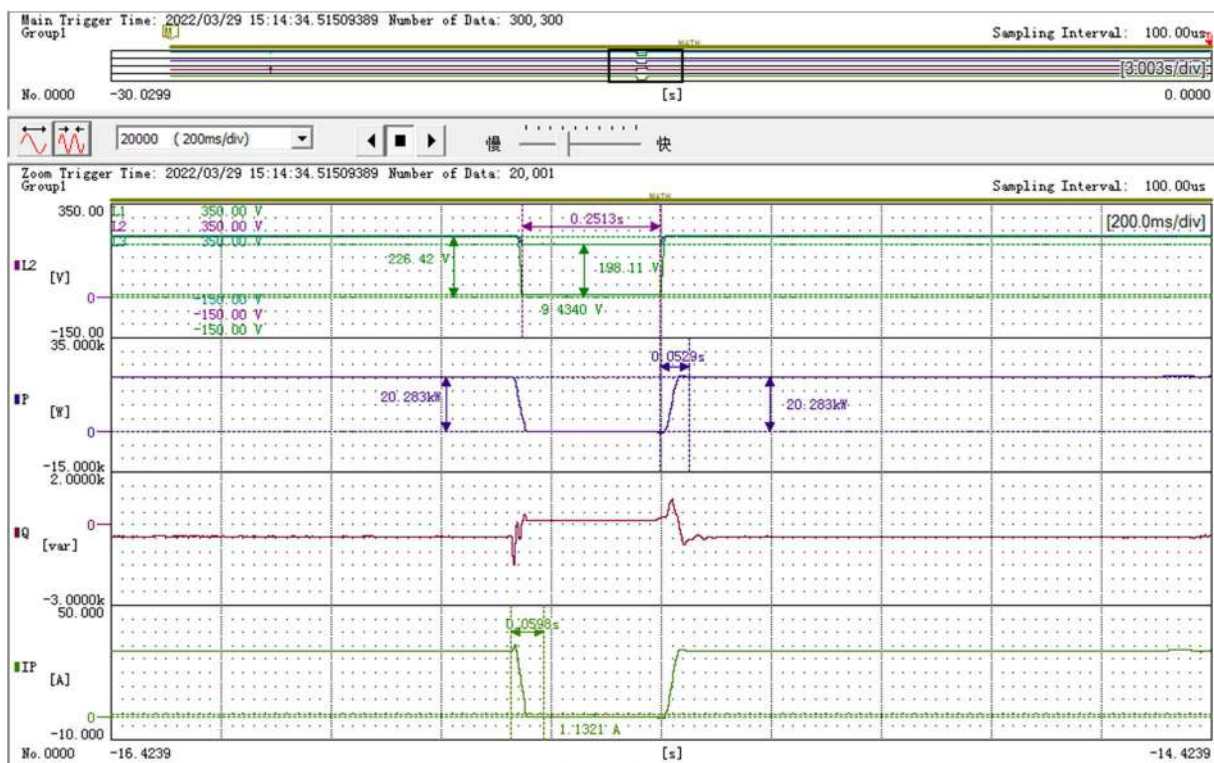 Main Trigger Time: 2022/03/29 15:14:34.51509389 Number of Data: 300,300
Group1
Sampling Interval: 100.00us
MATH
[3.003s/div]
No.0000 -30.0299 [s] 0.0000
20000 ( 200ms/div) 慢 快
Zoom Trigger Time: 2022/03/29 15:14:34.51509389 Number of Data: 20,001
Group1
Sampling Interval: 100.00us
MATH
350.00 L1 350.00 V
[200.0ms/div]
L2 350.00 V
0.2513s
L3 350.00 V
226.42 V
198.11 V
L2
[V]
0
-150.00 V
9.4340 V
-150.00 V
-150.00 V
-150.00
35.000k
0.0529s
P
20.283kW
20.283kW
[W]
0
-15.000k
2.0000k
0
Q
[var]
-3.0000k
50.000
0.0598s
IP
[A]
0
1.1321 A
-10.000
No.0000 -16.4239 [s] -14.4239